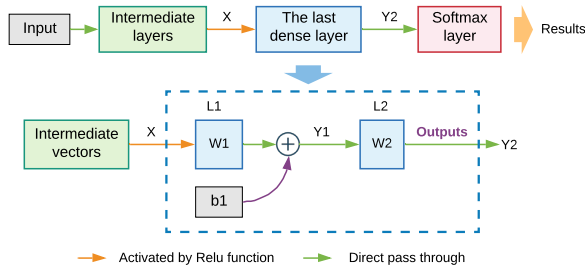 Input
Intermediate
layers
X
The last
dense layer
Y2
Softmax
layer
Results
L1
L2
Intermediate
vectors
X
W1
Y1
W2
Outputs
Y2
b1
Activated by Relu function
Direct pass through